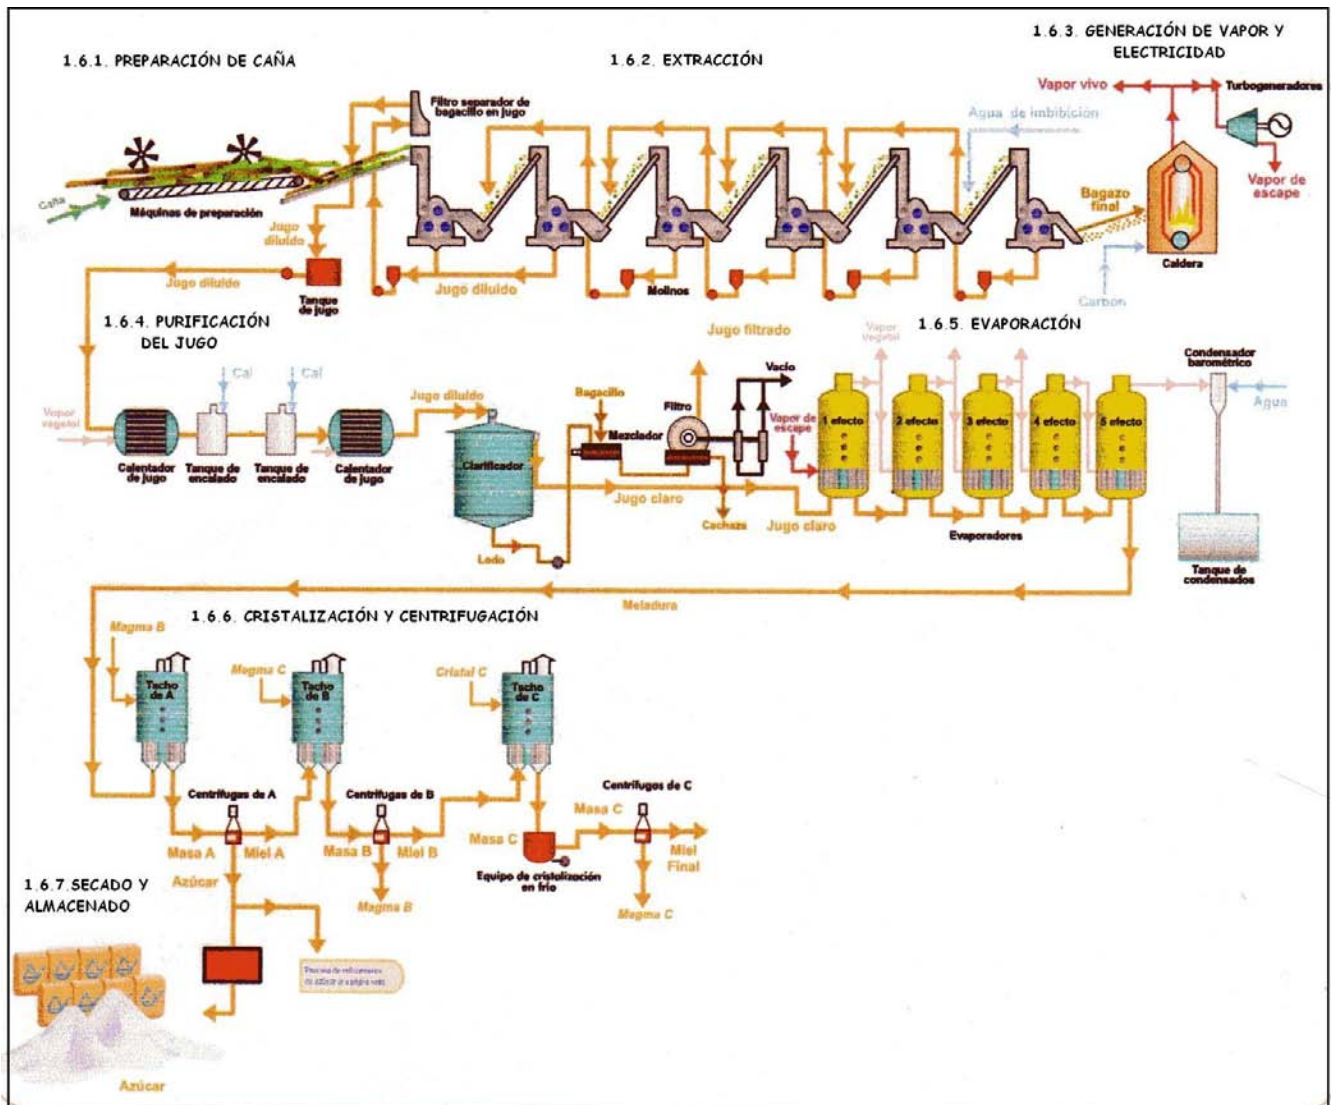 1.6.1. PREPARACIÓN DE CAÑA
1.6.2. EXTRACCIÓN
1.6.3. GENERACIÓN DE VAPOR Y
ELECTRICIDAD
Filtro separador de
bagacillo en jugo
Agua de imbibición
Vapor vivo
Turbogeneradores
Vapor de
escape
Caña
Máquinas de preparación
Bagazo
final
Caldera
Carbón
Jugo
diluido
Jugo diluido
Tanque
de jugo
Jugo diluido
Molinos
1.6.4. PURIFICACIÓN
DEL JUGO
Jugo filtrado
1.6.5. EVAPORACIÓN
Vapor
vegetal
Condensador
barométrico
Agua
Cal
Cal
Vapor
vegetal
Calentador
de jugo
Tanque de
encalado
Tanque de
encalado
Calentador
de jugo
Jugo diluido
Clarificador
Bagacillo
Mezclador
Filtro
Vacío
Vapor de
escape
1 efecto
2 efecto
3 efecto
4 efecto
5 efecto
Jugo claro
Cachaza
Jugo claro
Evaporadores
Lodo
Tanque de
condensados
Meladura
1.6.6. CRISTALIZACIÓN Y CENTRIFUGACIÓN
Magma B
Tacho
de A
Magma C
Tacho
de B
Cristal C
Tacho
de C
Centrífugas de A
Centrífugas de B
Centrífugas de C
Masa A
Miel A
Masa B
Miel B
Masa C
Masa C
Miel
Final
Equipo de cristalización
en frío
Azúcar
Magma B
Magma C
1.6.7.SECADO Y
ALMACENADO
Azúcar